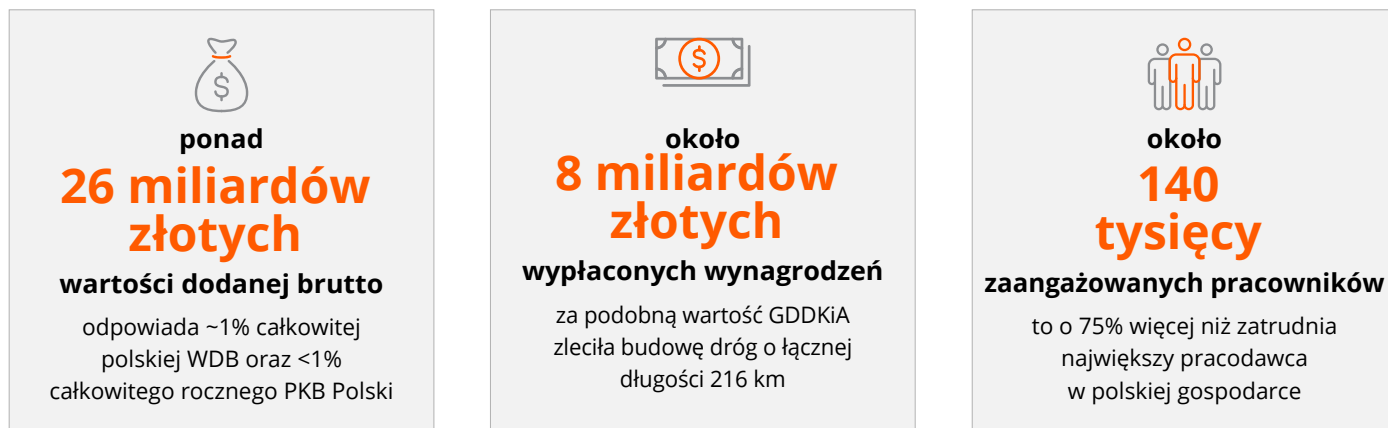 ponad
26 miliardów
złotych
wartości dodanej brutto
odpowiada ~1% całkowitej
polskiej WDB oraz <1%
całkowitego rocznego PKB Polski
około
8 miliardów
złotych
wypłaconych wynagrodzeń
za podobną wartość GDDKiA
zleciła budowę dróg o łącznej
długości 216 km
około
140
tysięcy
zaangażowanych pracowników
to o 75% więcej niż zatrudnia
największy pracodawca
w polskiej gospodarce